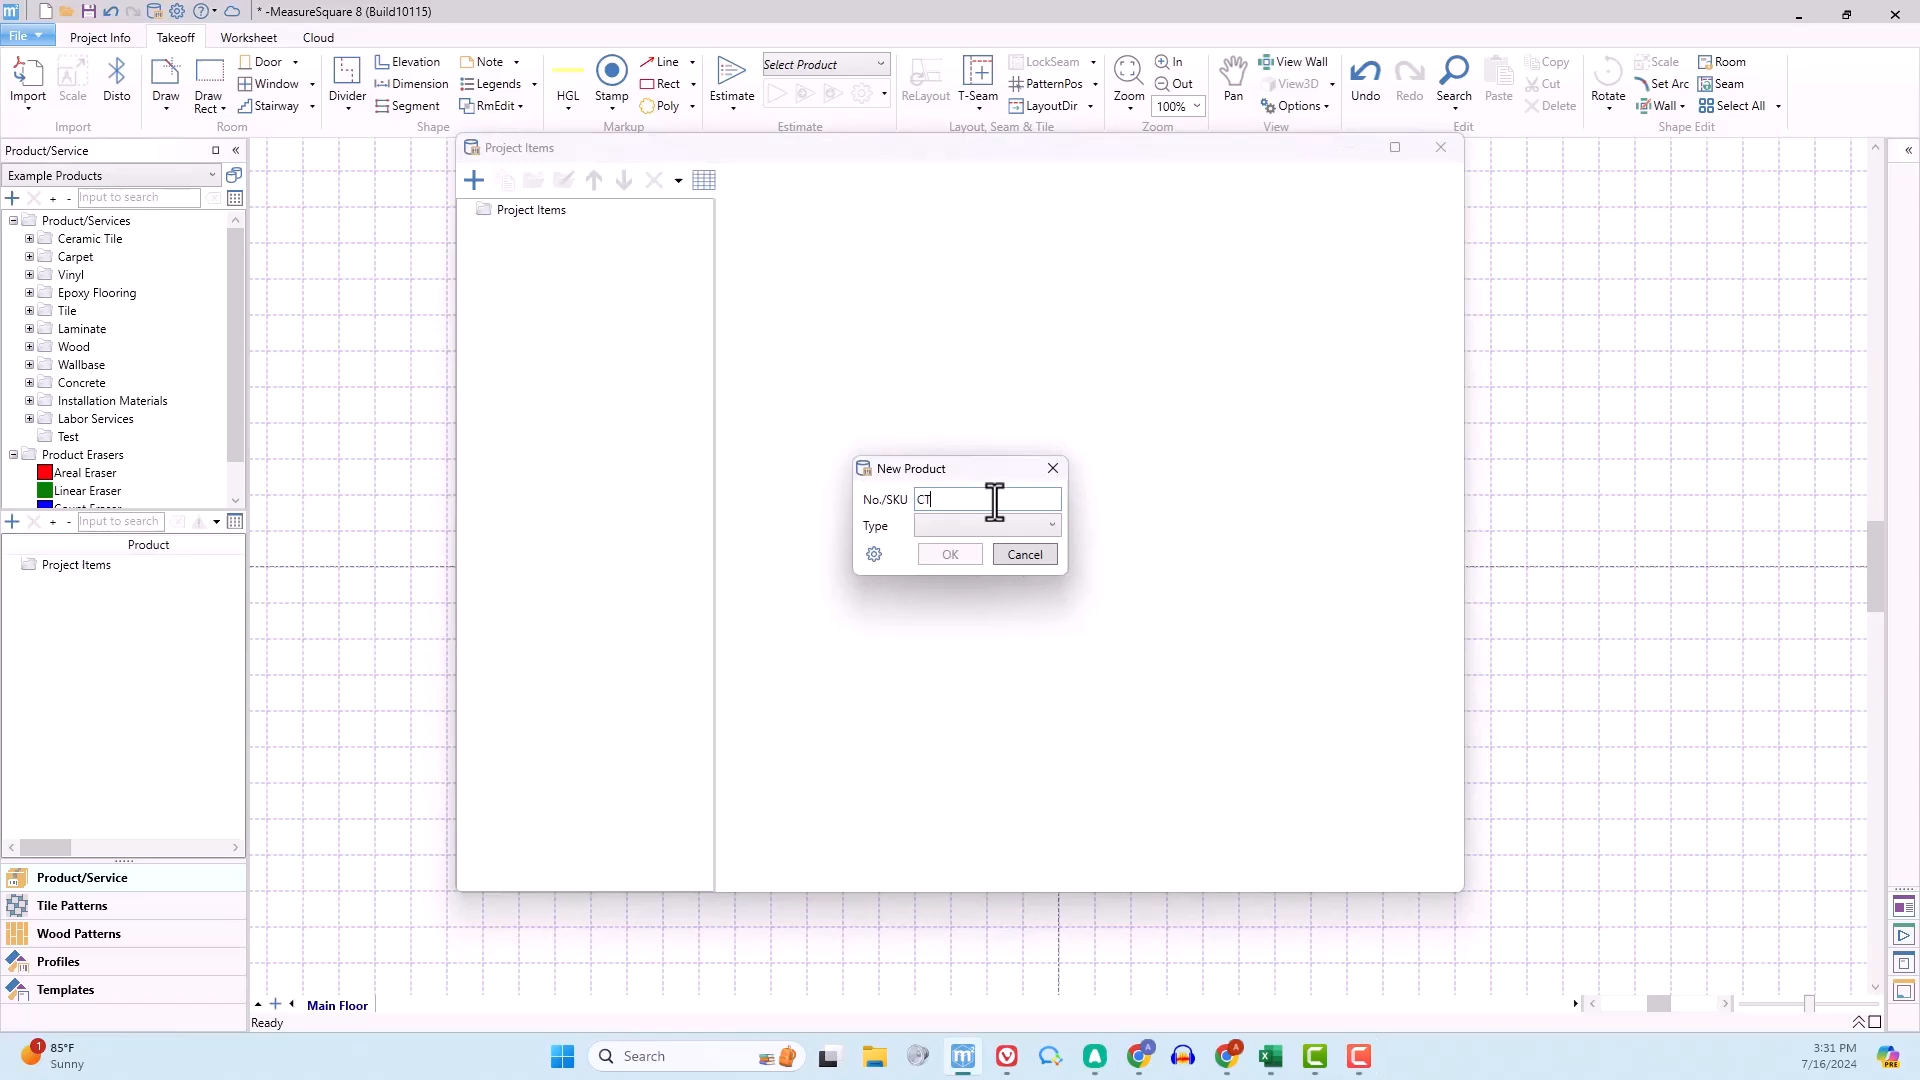 m² * -MeasureSquare 8 (Build10115)
File Project Info Takeoff Worksheet Cloud
Import Scale Disto
Import
Draw Draw Rect Door Window Stairway
Room
Divider Elevation Dimension Segment Note Legends RmEdit
Shape
HGL Stamp Line Rect Poly
Markup
Estimate Select Product
Estimate
ReLayout T-Seam LockSeam PatternPos LayoutDir
Layout, Seam & Tile
Zoom In Out 100%
Zoom
Pan View Wall View3D Options
View
Undo Redo Search Paste Copy Cut Delete
Edit
Rotate Scale Set Arc Wall Room Seam Select All
Shape Edit
Product/Service
Example Products
Input to search
Product/Services
Ceramic Tile
Carpet
Vinyl
Epoxy Flooring
Tile
Laminate
Wood
Wallbase
Concrete
Installation Materials
Labor Services
Test
Product Erasers
Areal Eraser
Linear Eraser
Input to search
Product
Project Items
Product/Service
Tile Patterns
Wood Patterns
Profiles
Templates
Project Items
Project Items
New Product
No./SKU CT
Type
OK Cancel
Main Floor
Ready
1
85°F
Sunny
Search
m²
3:31 PM
7/16/2024
PRE